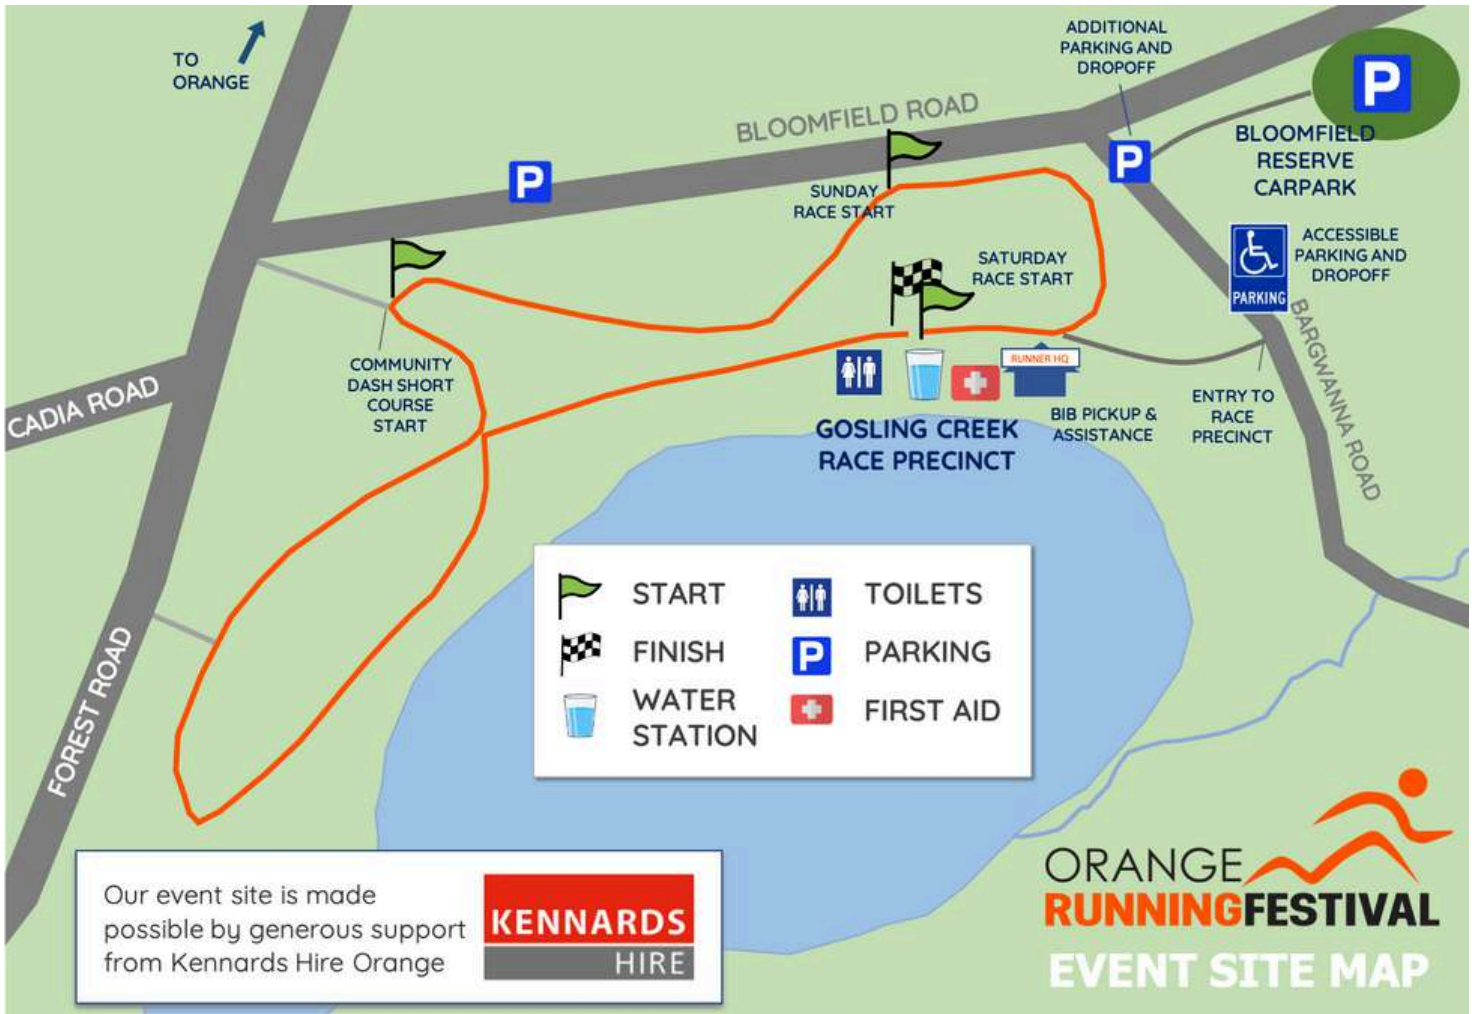 TO
ORANGE
ADDITIONAL
PARKING AND
DROPOFF
P
BLOOMFIELD ROAD
BLOOMFIELD
RESERVE
CARPARK
P
P
SUNDAY
RACE START
ACCESSIBLE
PARKING AND
DROPOFF
PARKING
SATURDAY
RACE START
COMMUNITY
DASH SHORT
COURSE
START
CADIA ROAD
RUNNER HQ
BIB PICKUP &
ASSISTANCE
ENTRY TO
RACE
PRECINCT
BARGWANNA ROAD
GOSLING CREEK
RACE PRECINCT
START
TOILETS
FINISH
P
PARKING
WATER
STATION
FIRST AID
FOREST ROAD
Our event site is made
possible by generous support
from Kennards Hire Orange
KENNARDS
HIRE
ORANGE
RUNNINGFESTIVAL
EVENT SITE MAP